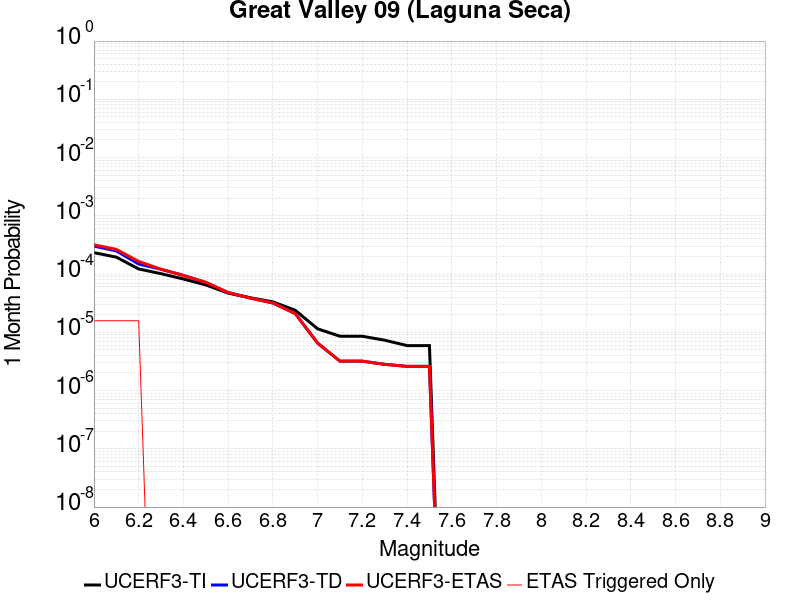 Great Valley 09 (Laguna Seca)
10^0
10^-1
10^-2
10^-3
10^-4
10^-5
10^-6
10^-7
10^-8
1 Month Probability
6 6.2 6.4 6.6 6.8 7 7.2 7.4 7.6 7.8 8 8.2 8.4 8.6 8.8 9
Magnitude
UCERF3-TI UCERF3-TD UCERF3-ETAS ETAS Triggered Only